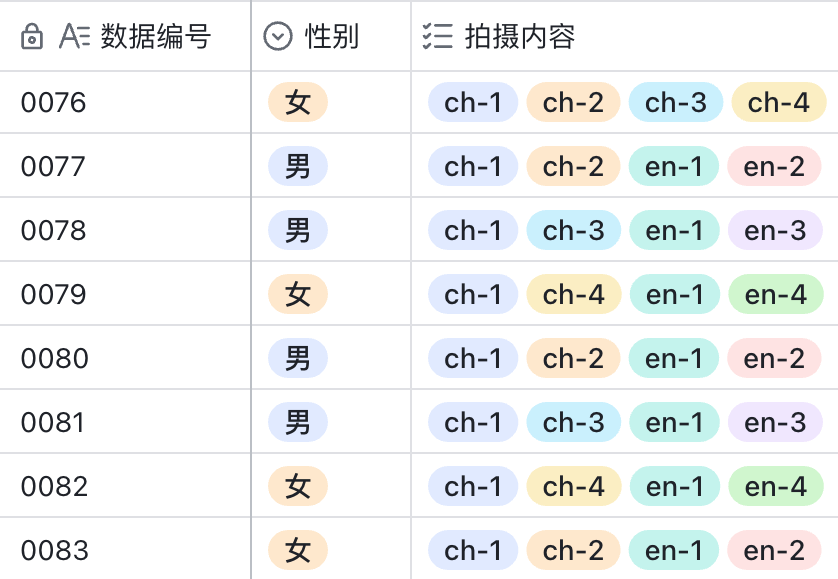 数据编号 性别 拍摄内容
0076 女 ch-1 ch-2 ch-3 ch-4
0077 男 ch-1 ch-2 en-1 en-2
0078 男 ch-1 ch-3 en-1 en-3
0079 女 ch-1 ch-4 en-1 en-4
0080 男 ch-1 ch-2 en-1 en-2
0081 男 ch-1 ch-3 en-1 en-3
0082 女 ch-1 ch-4 en-1 en-4
0083 女 ch-1 ch-2 en-1 en-2